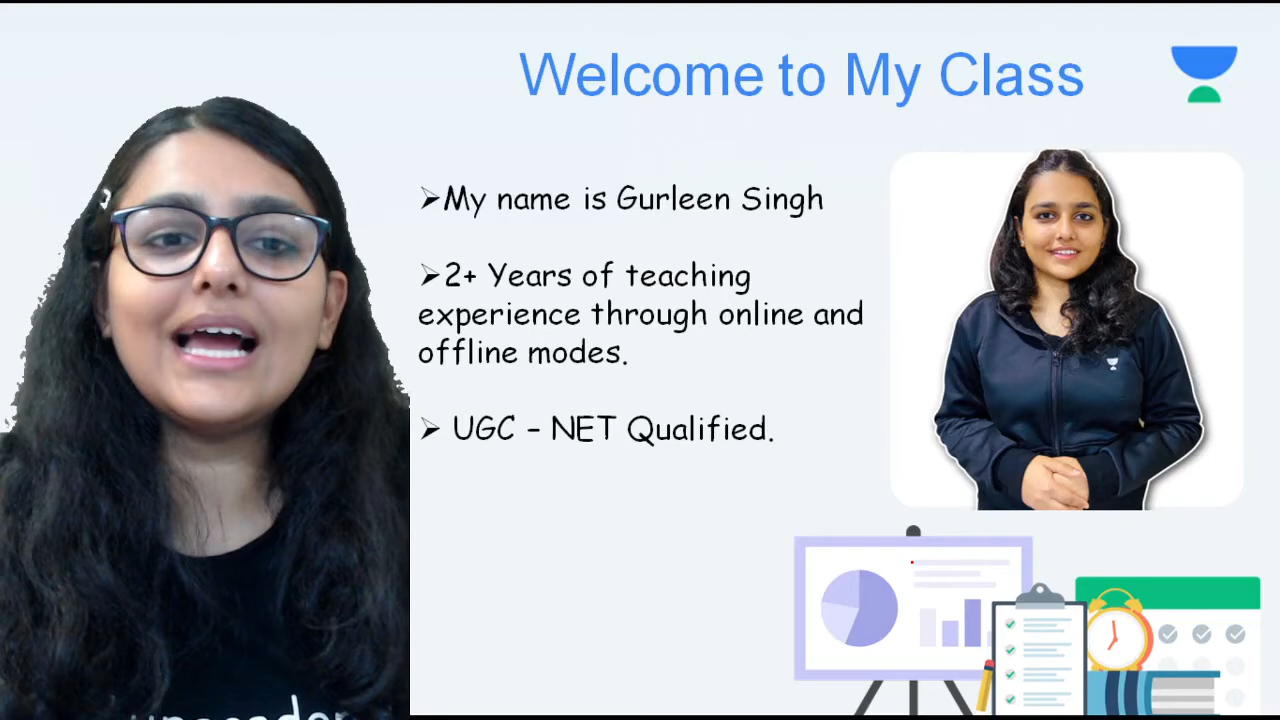 Welcome to My Class
➢My name is Gurleen Singh
➢2+ Years of teaching
experience through online and
offline modes.
➢ UGC – NET Qualified.